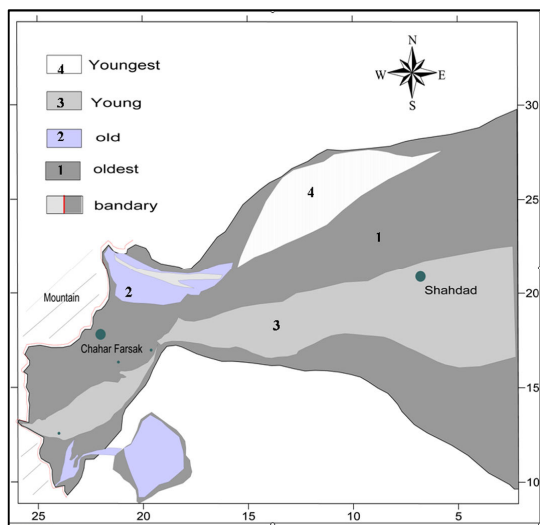 4 Youngest
3 Young
2 old
1 oldest
bandary
N
W E
S
30
25
20
15
10
4
1
2
3
Mountain
Shahdad
Chahar Farsak
25 20 15 10 5